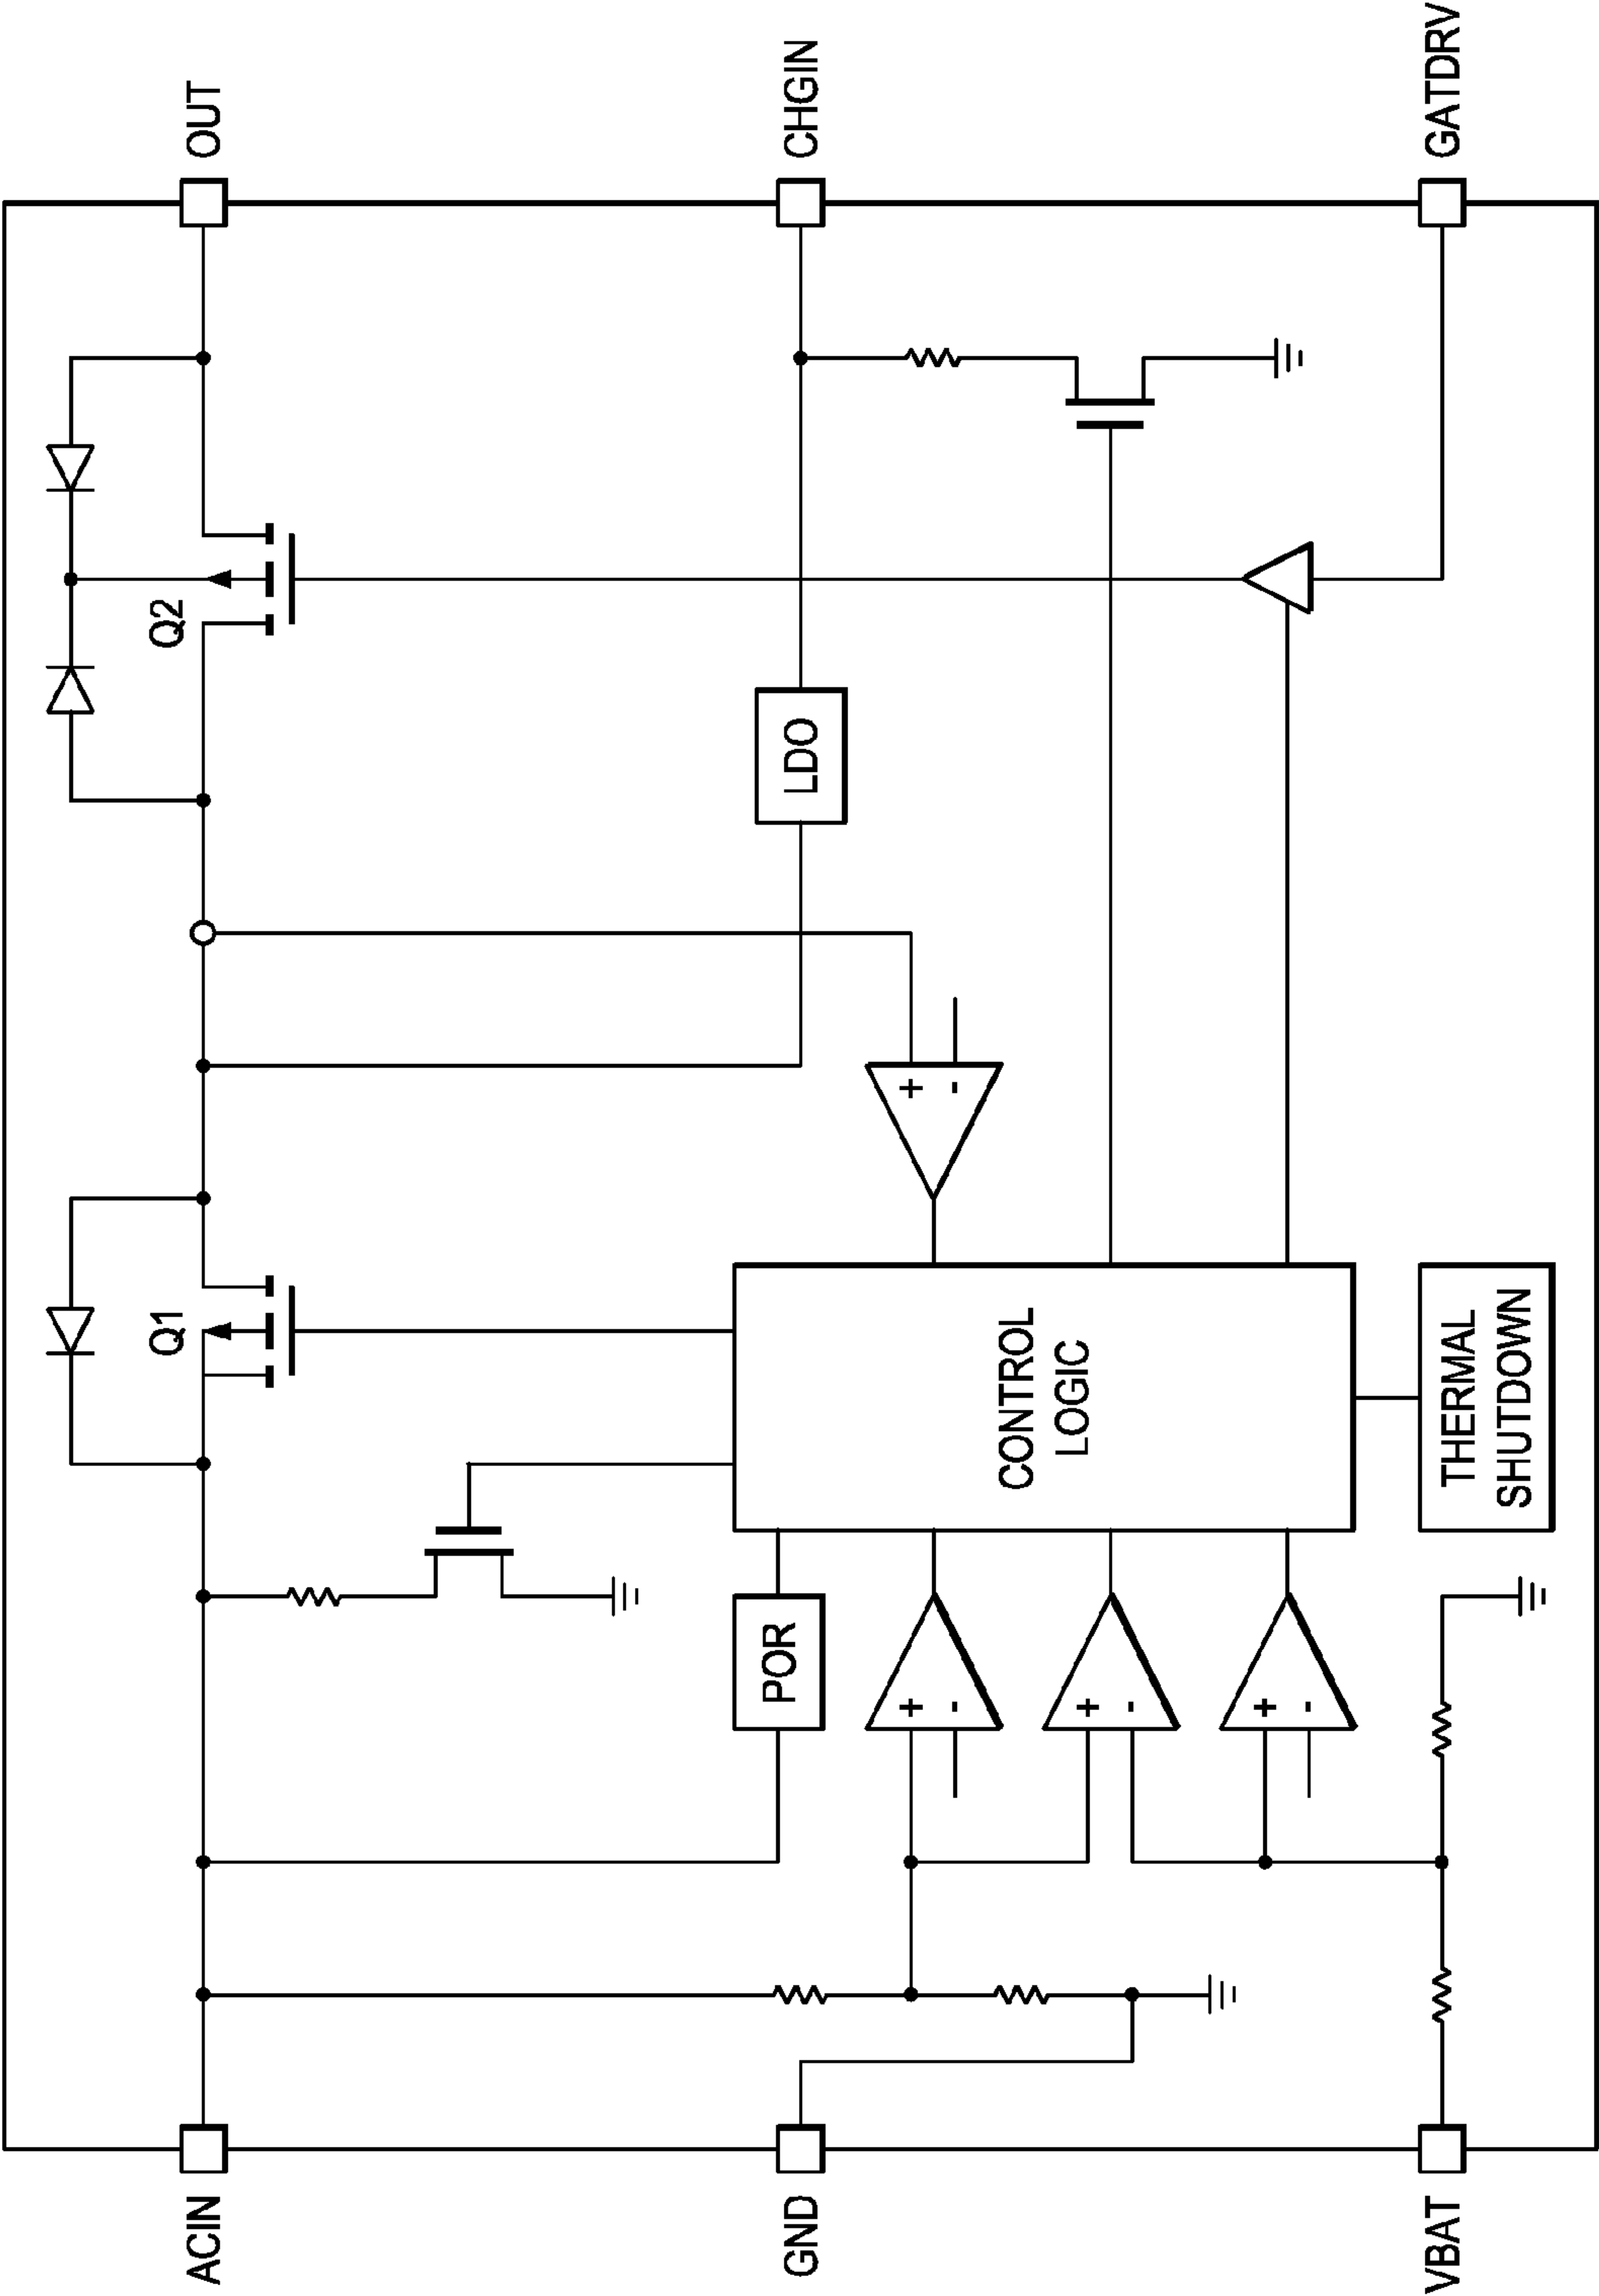 ACIN
OUT
Q1
Q2
LDO
CHGIN
GND
POR
+
-
+
-
+
-
+
-
CONTROL
LOGIC
THERMAL
SHUTDOWN
VBAT
GATDRV